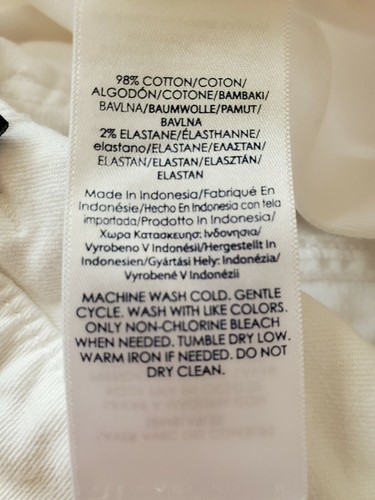 98% COTTON/COTON/
ALGODÓN/COTONE/BAMBAKI/
BAVLNA/BAUMWOLLE/PAMUT/
BAVLNA
2% ELASTANE/ÉLASTHANNE/
elastano/ELASTANE/ΕΛΑΣΤΑΝ/
ELASTAN/ELASTAN/ELASZTÁN/
ELASTAN
Made In Indonesia/Fabriqué En
Indonésie/Hecho En Indonesia con tela
importada/Prodotto In Indonesia/
Χωρα Κατασκευησ: Ινδονησιαν/
Vyrobeno V Indonésii/Hergestellt In
Indonesien/Gyártási Hely: Indonézia/
Vyrobené V Indonézii
MACHINE WASH COLD. GENTLE
CYCLE. WASH WITH LIKE COLORS.
ONLY NON-CHLORINE BLEACH
WHEN NEEDED. TUMBLE DRY LOW.
WARM IRON IF NEEDED. DO NOT
DRY CLEAN.